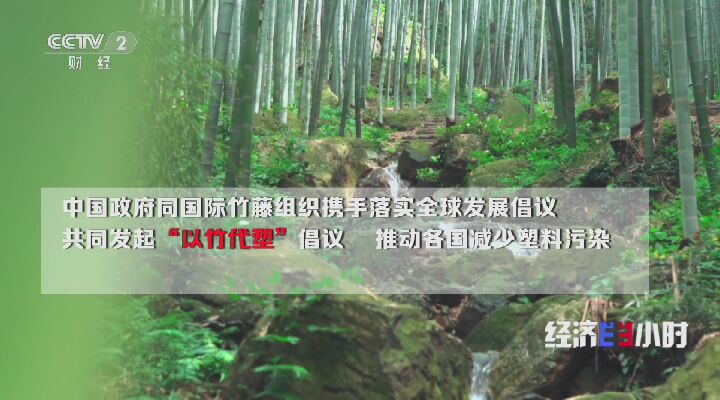 CCTV 2
财 经
中国政府同国际竹藤组织携手落实全球发展倡议
共同发起“以竹代塑”倡议 推动各国减少塑料污染
经济半小时